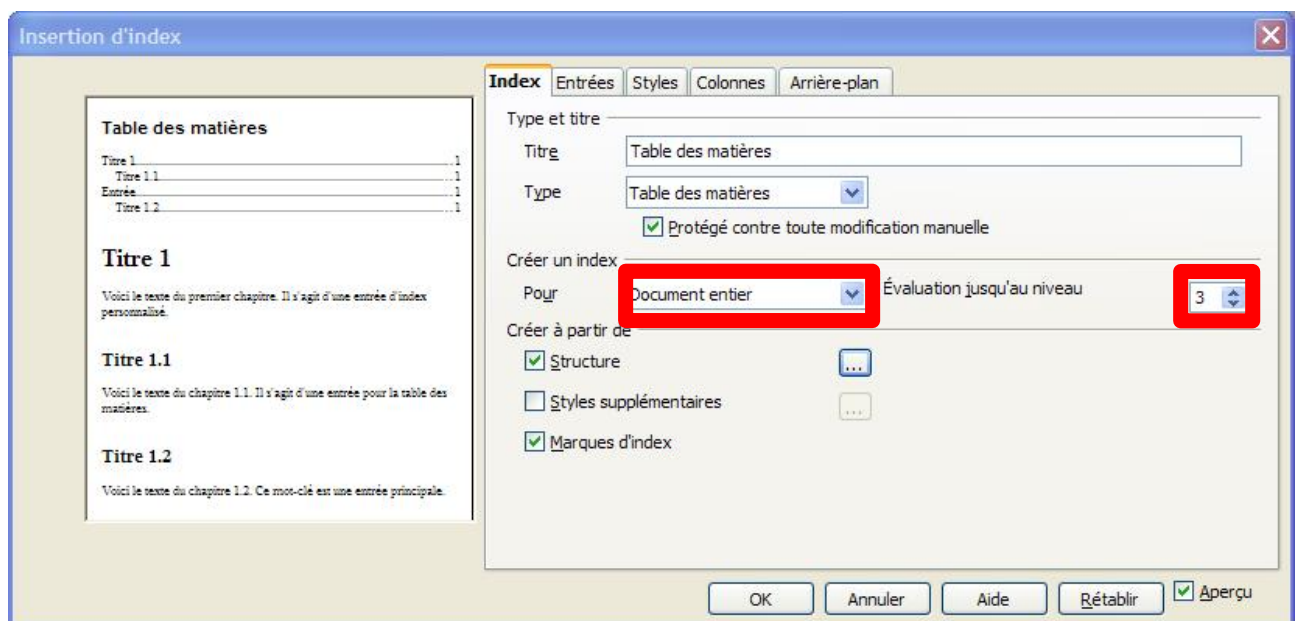 Insertion d'index
Index Entrées Styles Colonnes Arrière-plan
Table des matières
Titre 1 1
Titre 1.1 1
Entrée 1
Titre 1.2 1
Titre 1
Voici le texte du premier chapitre. Il s'agit d'une entrée d'index
personnalisé.
Titre 1.1
Voici le texte du chapitre 1.1. Il s'agit d'une entrée pour la table des
matières.
Titre 1.2
Voici le texte du chapitre 1.2. Ce mot-clé est une entrée principale.
Type et titre
Titre Table des matières
Type Table des matières
Protégé contre toute modification manuelle
Créer un index
Pour Document entier Évaluation jusqu'au niveau 3
Créer à partir de
Structure ...
Styles supplémentaires ...
Marques d'index
OK Annuler Aide Rétablir Aperçu